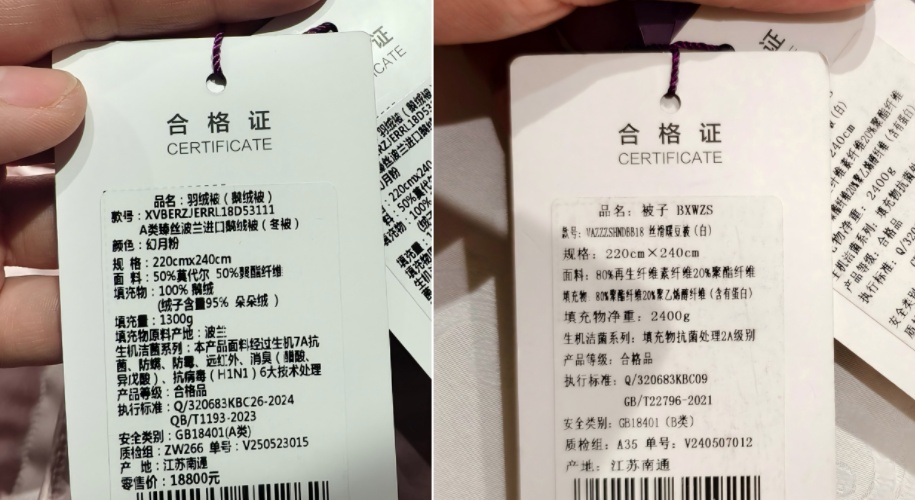 合格证
CERTIFICATE
品名：羽绒被（鹅绒被）
款号：XVBERZJERRL18D53111
A类臻丝波兰进口鹅绒被（冬被）
颜色：幻月粉
规 格：220cmx240cm
面 料：50%莫代尔 50%聚酯纤维
填充物：100% 鹅绒
(绒子含量95% 朵朵绒 ）
填充量：1300g
填充物原料产地：波兰
生机洁菌系列：本产品面料经过生机7A抗
菌、防螨、防霉、远红外、消臭（醋酸、
异戊酸）、抗病毒（H1N1）6大技术处理
产品等级：合格品
执行标准：Q/320683KBC26-2024
QB/T1193-2023
安全类别：GB18401(A类)
质检组：ZW266 单号：V250523015
产 地：江苏南通
零售价：18800元
证
ICATE
合格证
CERTIFICATE
品名：被子 BXWZS
款号：VAZZZSHND6B18 丝绵蝶豆被（白）
规格：220cm×240cm
面料：80%再生纤维素纤维20%聚酯纤维
填充物：80%聚酯纤维20%聚乙烯醇纤维（含有蛋白）
填充物净重：2400g
生机洁菌系列：填充物抗菌处理2A级别
产品等级：合格品
执行标准：Q/320683KBC09
GB/T22796-2021
安全类别：GB18401（B类）
质检组：A35 单号：V240507012
产地：江苏南通
证
CATE